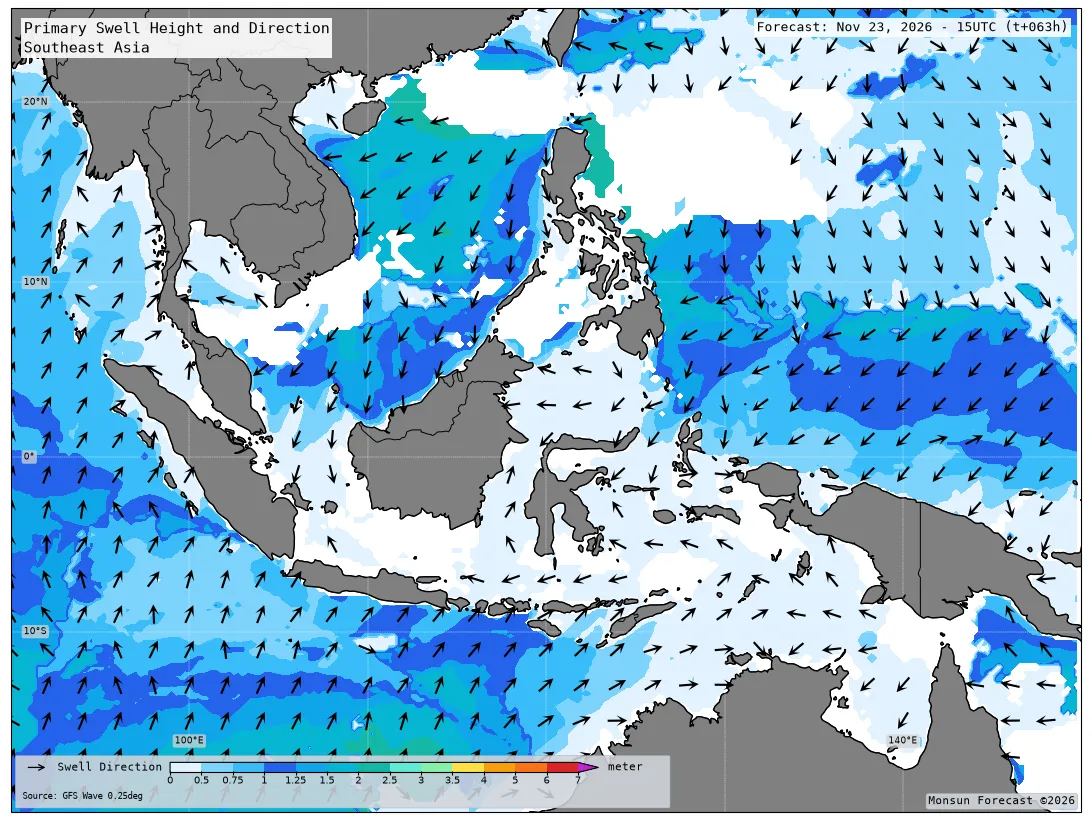 Primary Swell Height and Direction
Southeast Asia
Forecast: Nov 23, 2026 - 15UTC (t+063h)
20°N
10°N
0°
10°S
100°E
140°E
Swell Direction
0 0.5 0.75 1 1.25 1.5 2 2.5 3 3.5 4 5 6 7
meter
Source: GFS Wave 0.25deg
Monsun Forecast ©2026